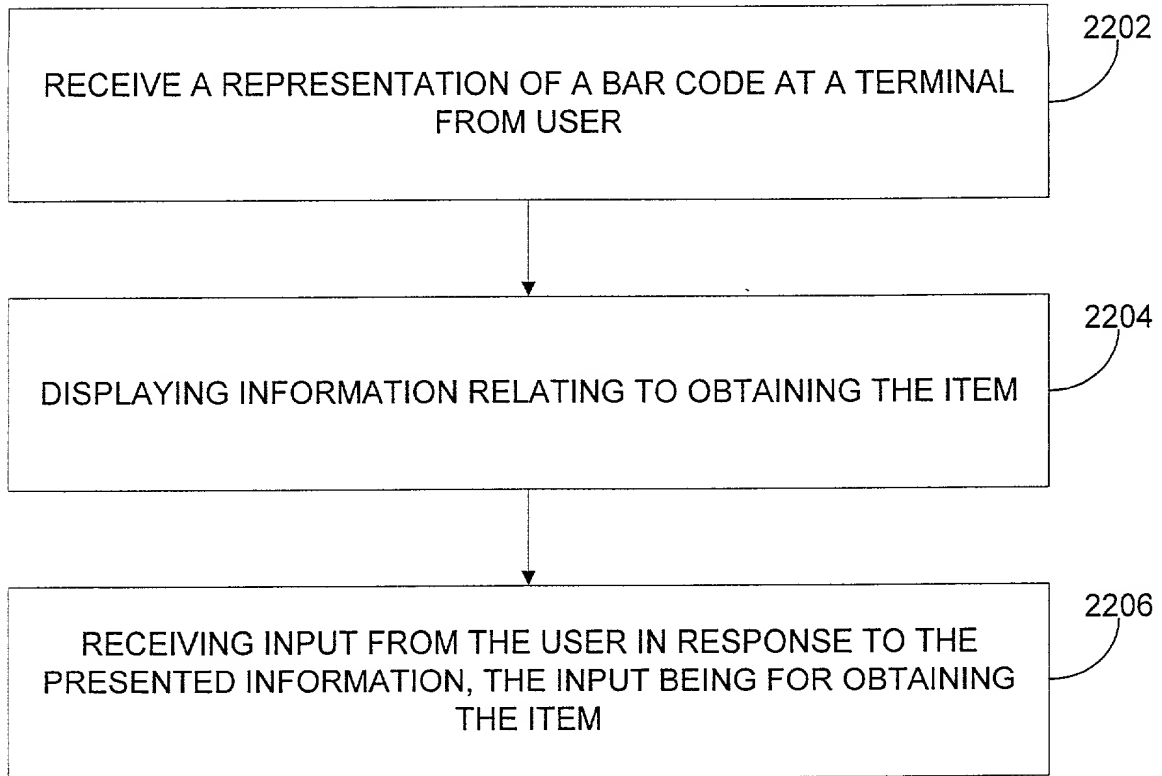 2202
RECEIVE A REPRESENTATION OF A BAR CODE AT A TERMINAL
FROM USER
2204
DISPLAYING INFORMATION RELATING TO OBTAINING THE ITEM
2206
RECEIVING INPUT FROM THE USER IN RESPONSE TO THE
PRESENTED INFORMATION, THE INPUT BEING FOR OBTAINING
THE ITEM